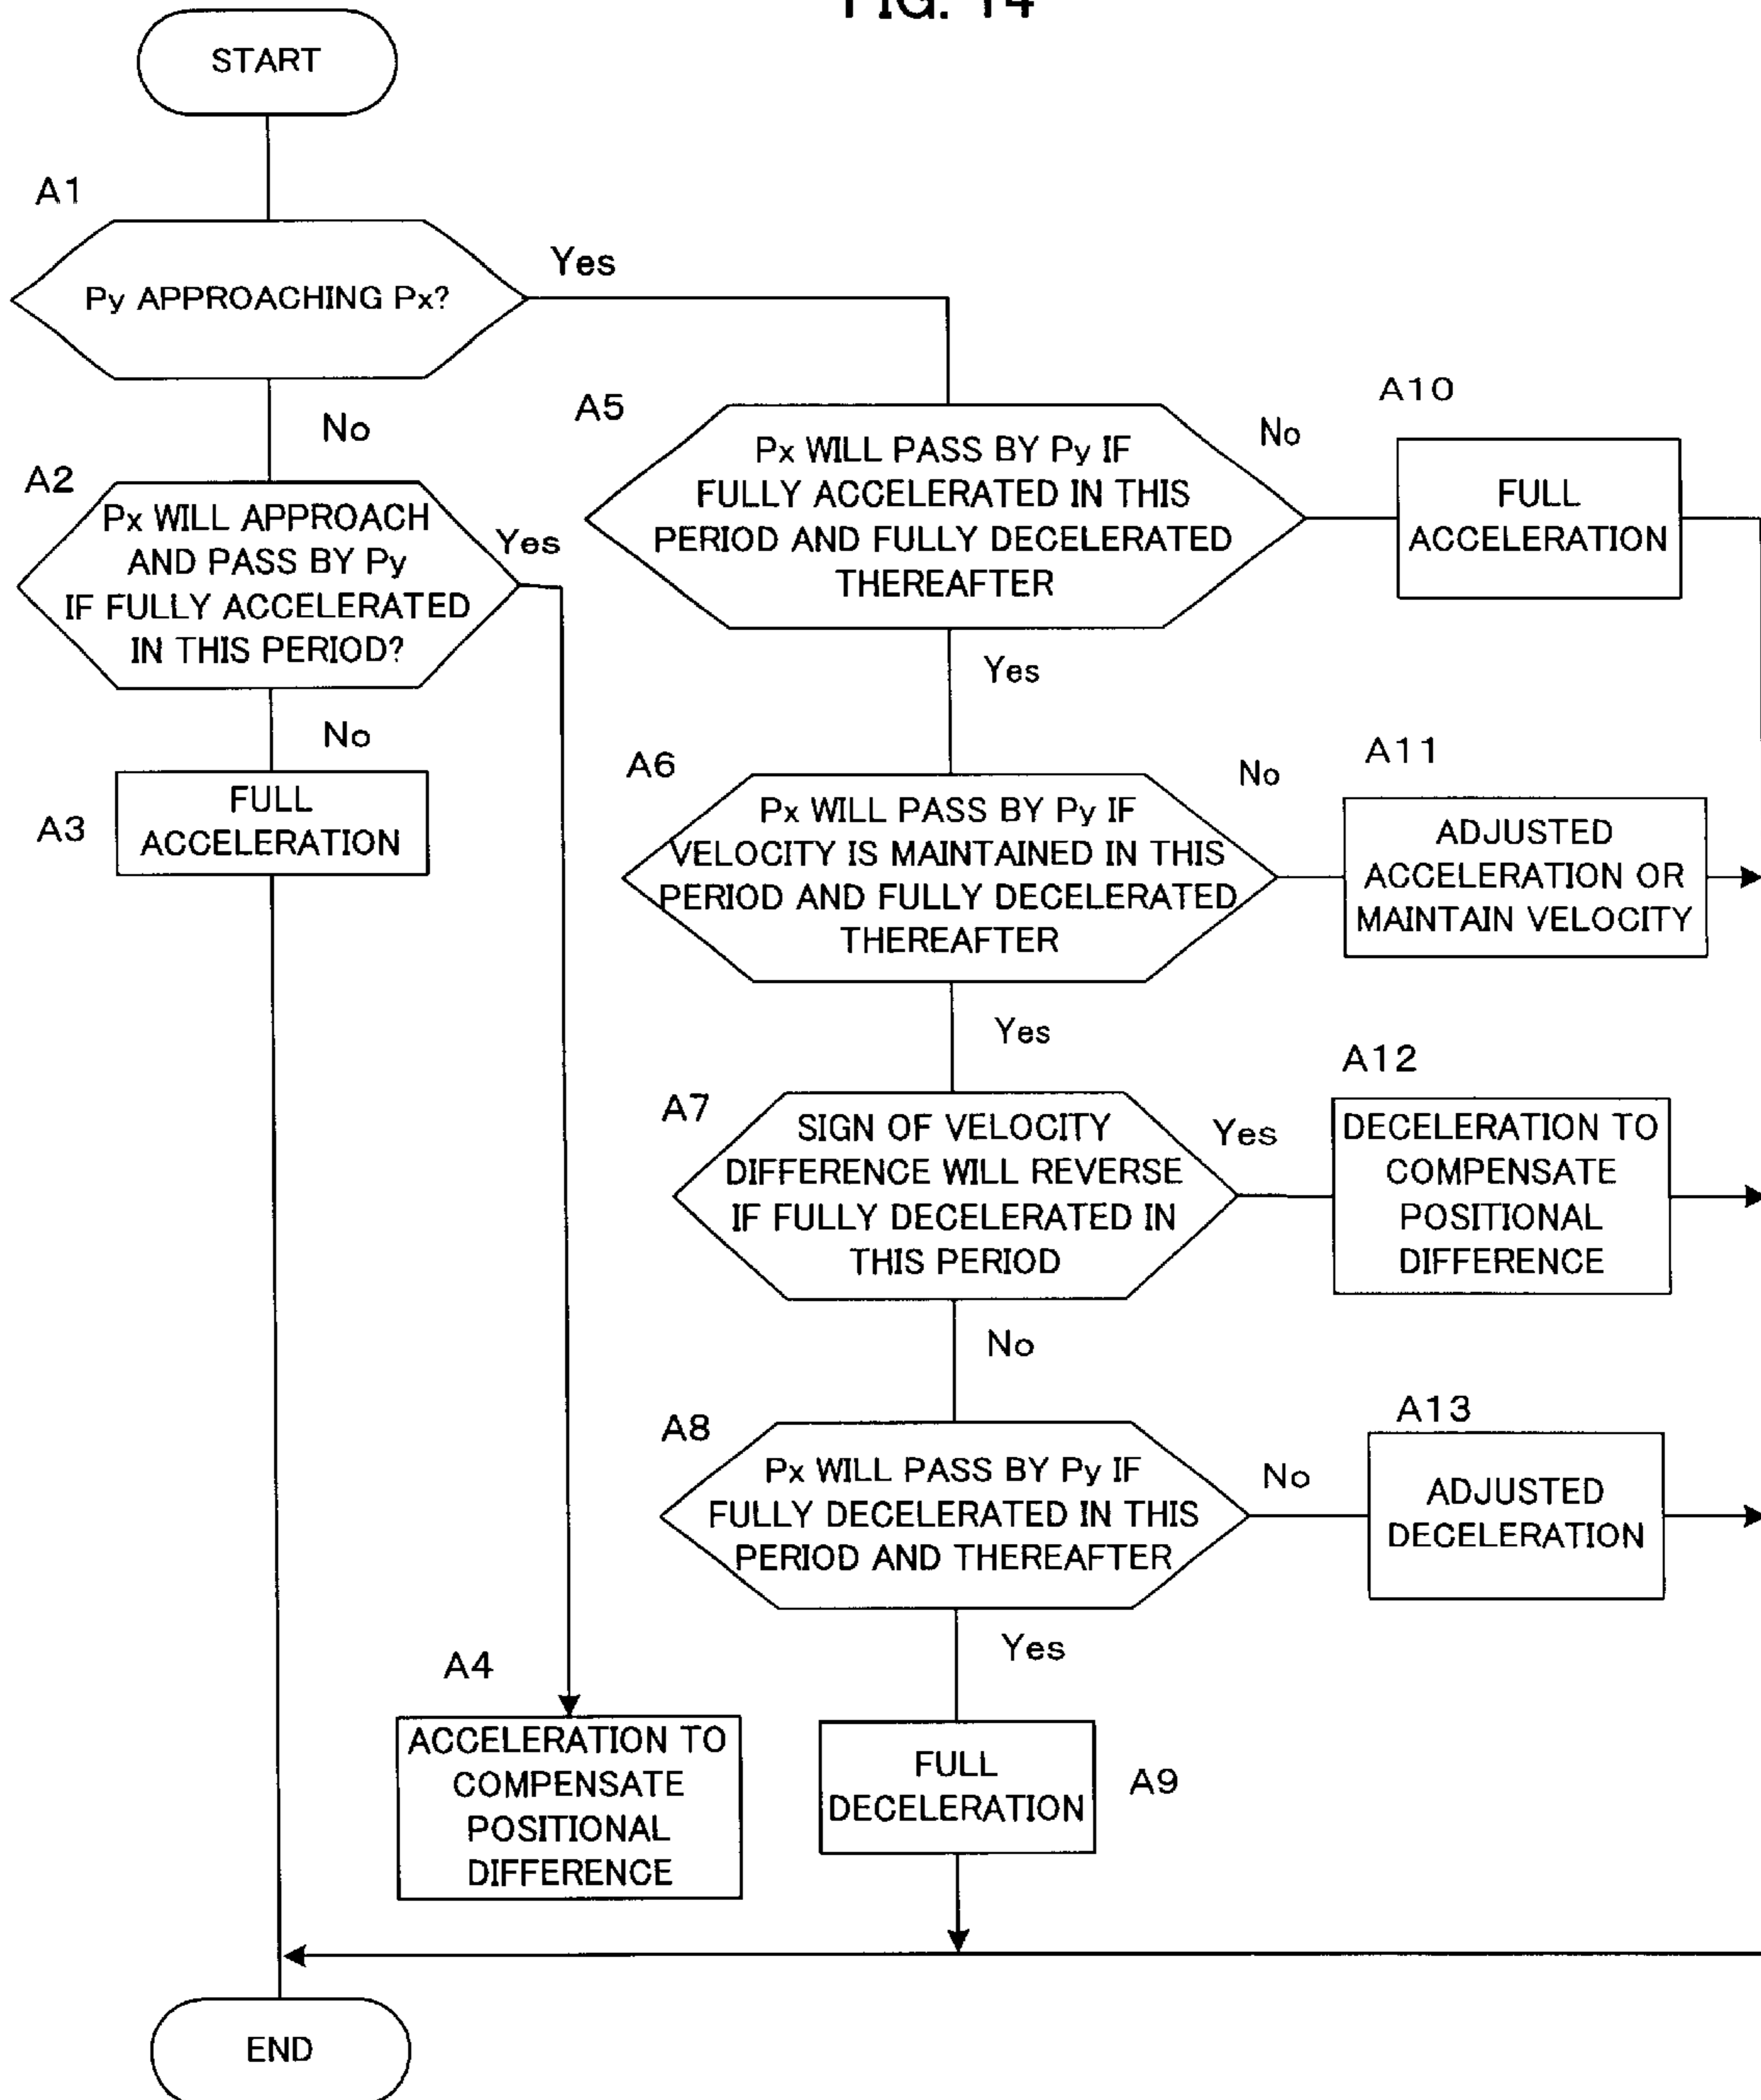 FIG. 14
START
A1
Py APPROACHING Px?
Yes
No
A2
Px WILL APPROACH
AND PASS BY Py
IF FULLY ACCELERATED
IN THIS PERIOD?
Yes
No
A3
FULL
ACCELERATION
A4
ACCELERATION TO
COMPENSATE
POSITIONAL
DIFFERENCE
A5
Px WILL PASS BY Py IF
FULLY ACCELERATED IN THIS
PERIOD AND FULLY DECELERATED
THEREAFTER
No
A10
FULL
ACCELERATION
Yes
A6
Px WILL PASS BY Py IF
VELOCITY IS MAINTAINED IN THIS
PERIOD AND FULLY DECELERATED
THEREAFTER
No
A11
ADJUSTED
ACCELERATION OR
MAINTAIN VELOCITY
Yes
A7
SIGN OF VELOCITY
DIFFERENCE WILL REVERSE
IF FULLY DECELERATED IN
THIS PERIOD
Yes
A12
DECELERATION TO
COMPENSATE
POSITIONAL
DIFFERENCE
No
A8
Px WILL PASS BY Py IF
FULLY DECELERATED IN THIS
PERIOD AND THEREAFTER
No
A13
ADJUSTED
DECELERATION
Yes
FULL
DECELERATION
A9
END